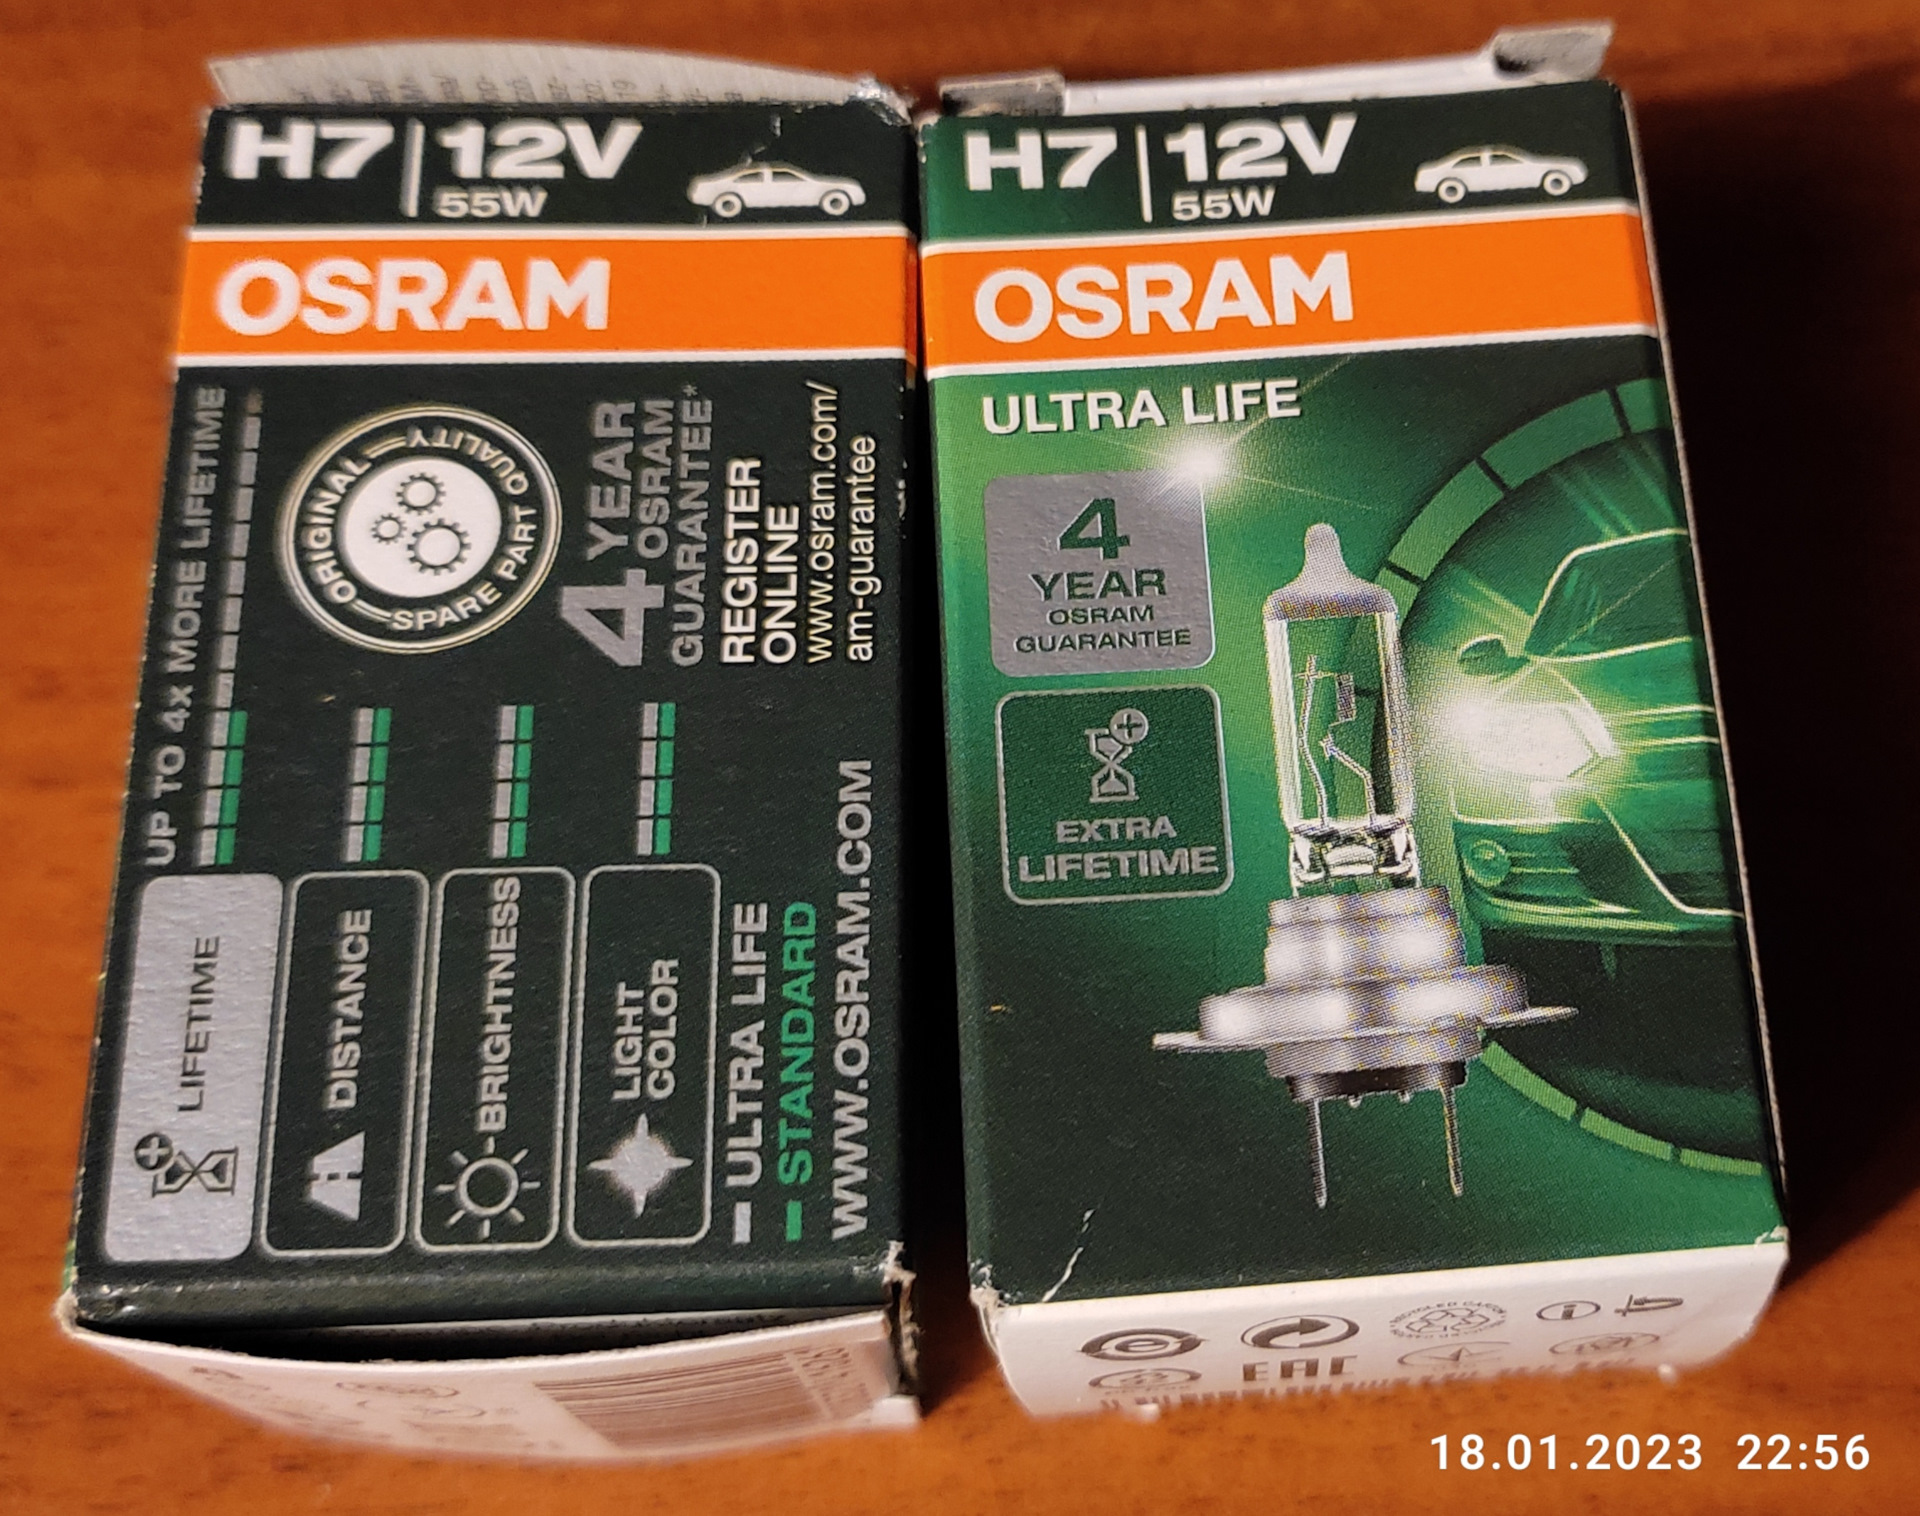 H7 | 12V
55W
OSRAM
UP TO 4x MORE LIFETIME
ORIGINAL
SPARE PART QUALITY
4 YEAR
OSRAM
GUARANTEE*
REGISTER
ONLINE
www.osram.com/
am-guarantee
LIFETIME
DISTANCE
BRIGHTNESS
LIGHT
COLOR
ULTRA LIFE
STANDARD
WWW.OSRAM.COM
H7 | 12V
55W
OSRAM
ULTRA LIFE
4
YEAR
OSRAM
GUARANTEE
EXTRA
LIFETIME
EAC
18.01.2023 22:56